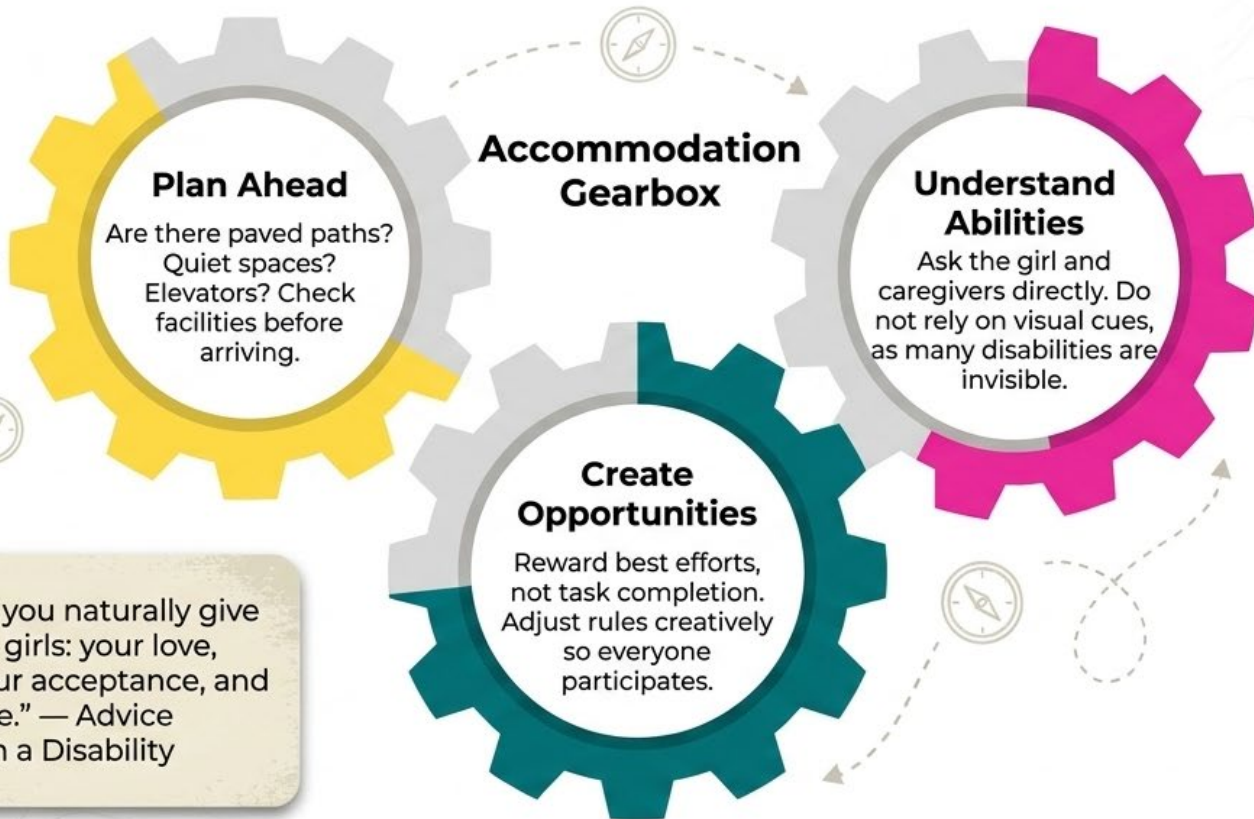 Accommodation
Gearbox
Plan Ahead
Are there paved paths?
Quiet spaces?
Elevators? Check
facilities before
arriving.
Understand
Abilities
Ask the girl and
caregivers directly. Do
not rely on visual cues,
as many disabilities are
invisible.
Create
Opportunities
Reward best efforts,
not task completion.
Adjust rules creatively
so everyone
participates.
you naturally give
girls: your love,
acceptance, and
— Advice
a Disability